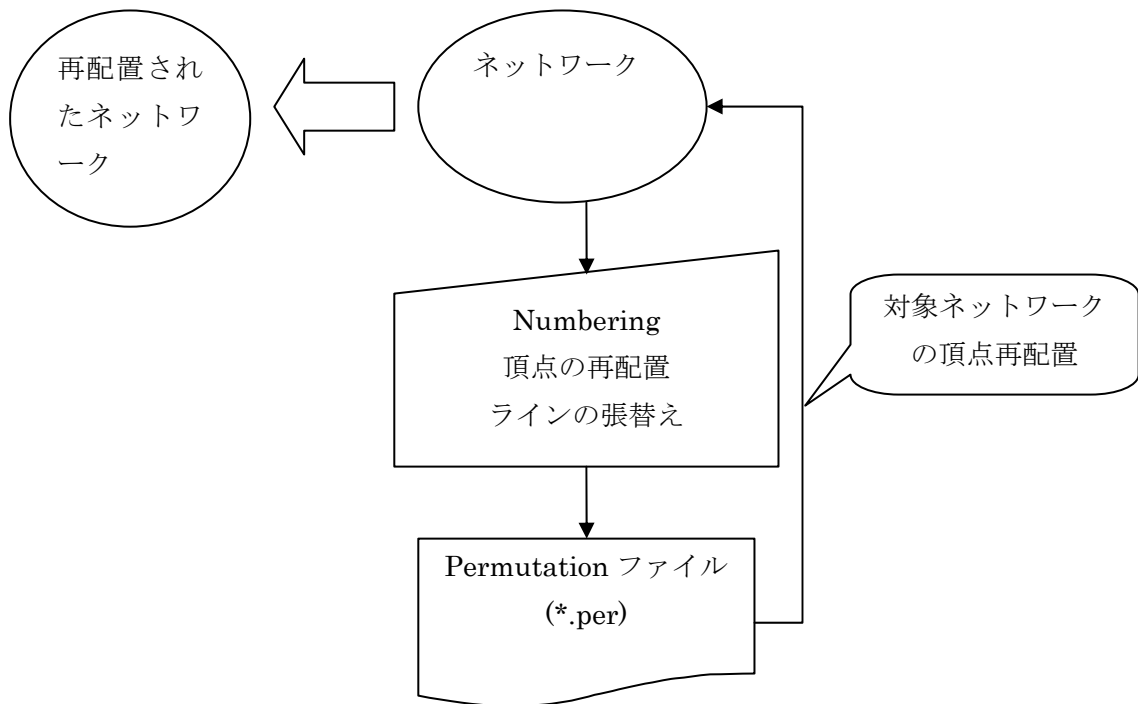 再配置され
たネットワ
ーク
ネットワーク
Numbering
頂点の再配置
ラインの張替え
対象ネットワーク
の頂点再配置
Permutation ファイル
(*.per)